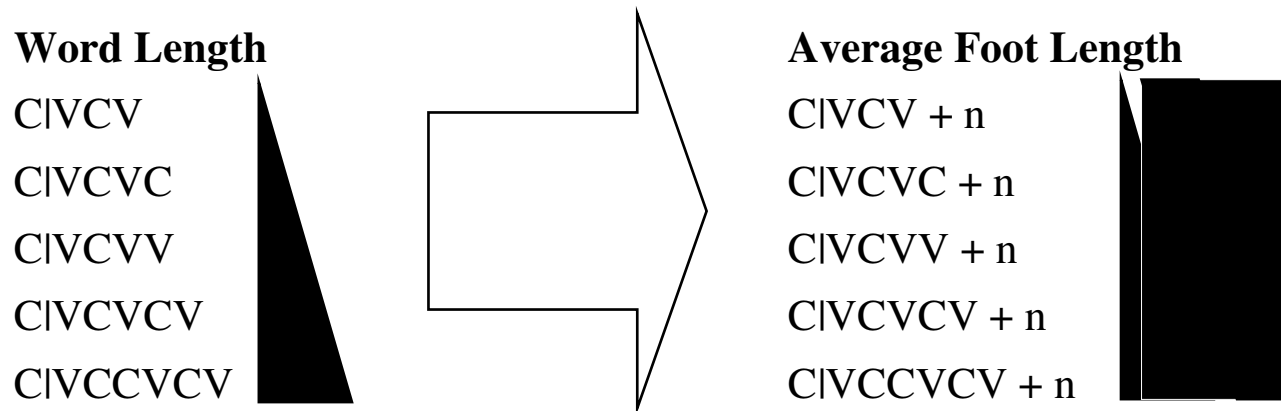 Word Length
C|VCV
C|VCVC
C|VCVV
C|VCVCV
C|VCCVCV
Average Foot Length
C|VCV + n
C|VCVC + n
C|VCVV + n
C|VCVCV + n
C|VCCVCV + n